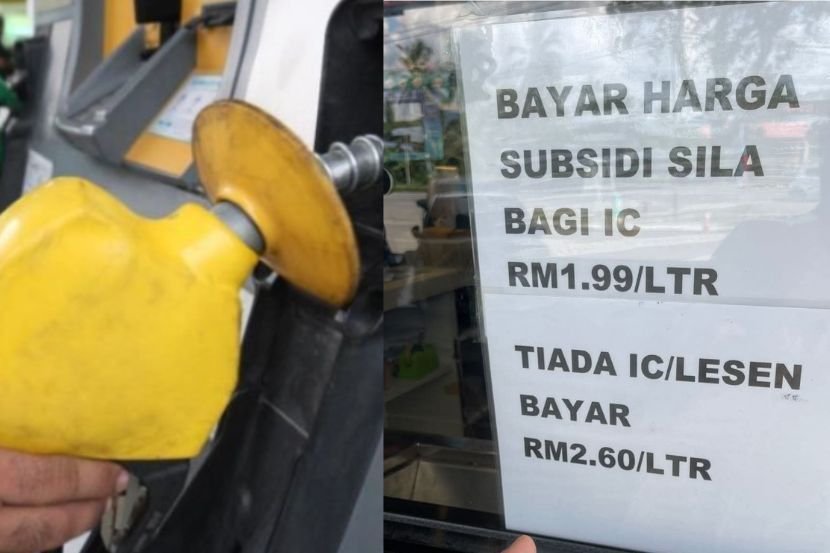 BAYAR HARGA
SUBSIDI SILA
BAGI IC
RM1.99/LTR
TIADA IC/LESEN
BAYAR
RM2.60/LTR